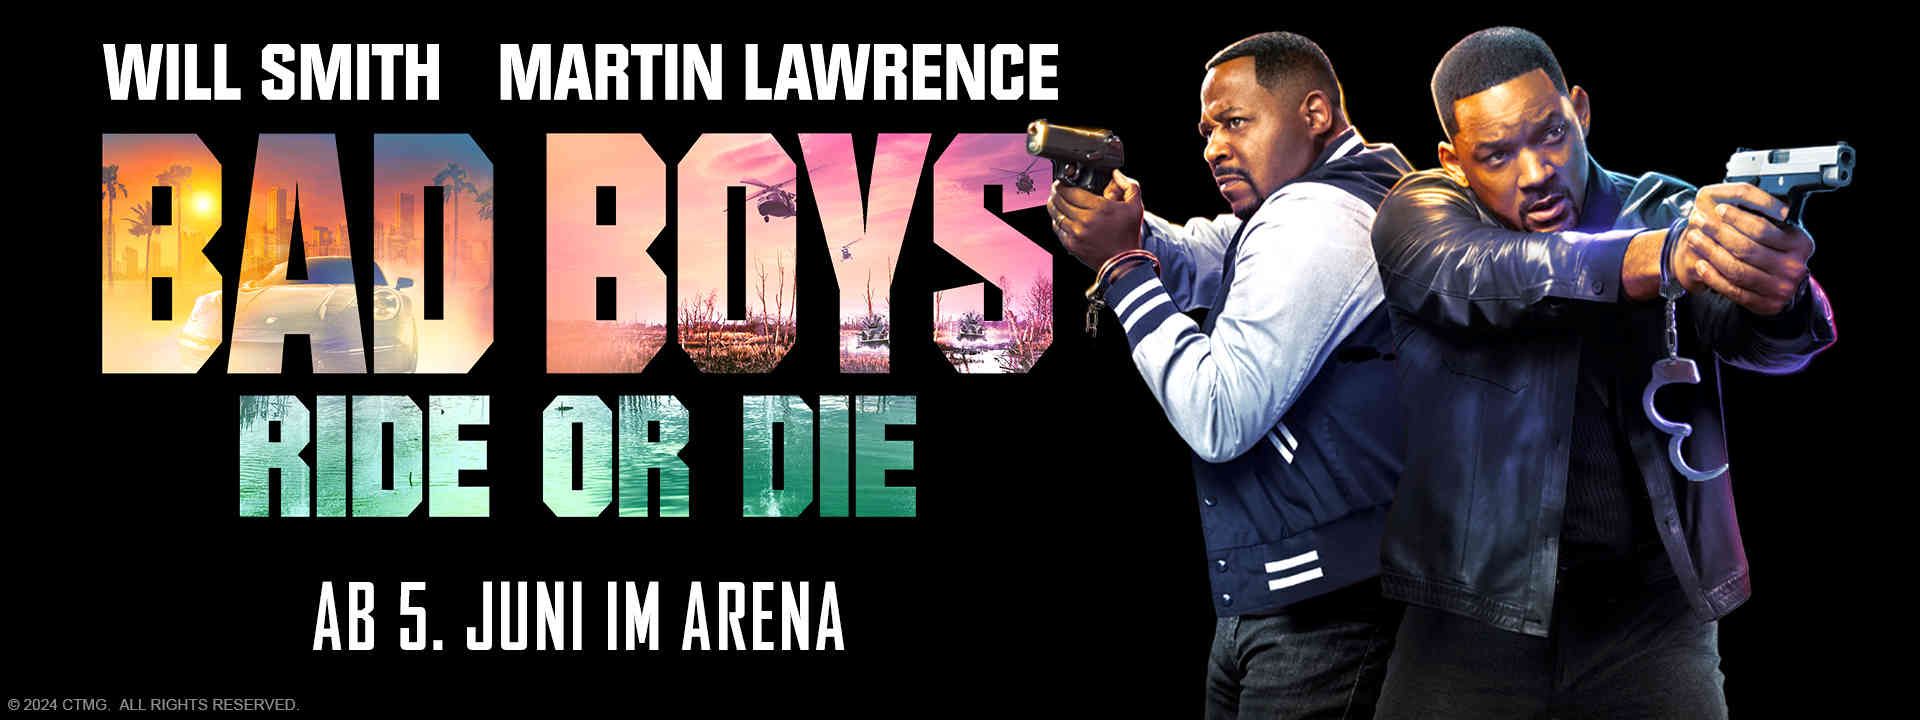 WILL SMITH MARTIN LAWRENCE
BAD BOYS
RIDE OR DIE
AB 5. JUNI IM ARENA
© 2024 CTMG. ALL RIGHTS RESERVED.